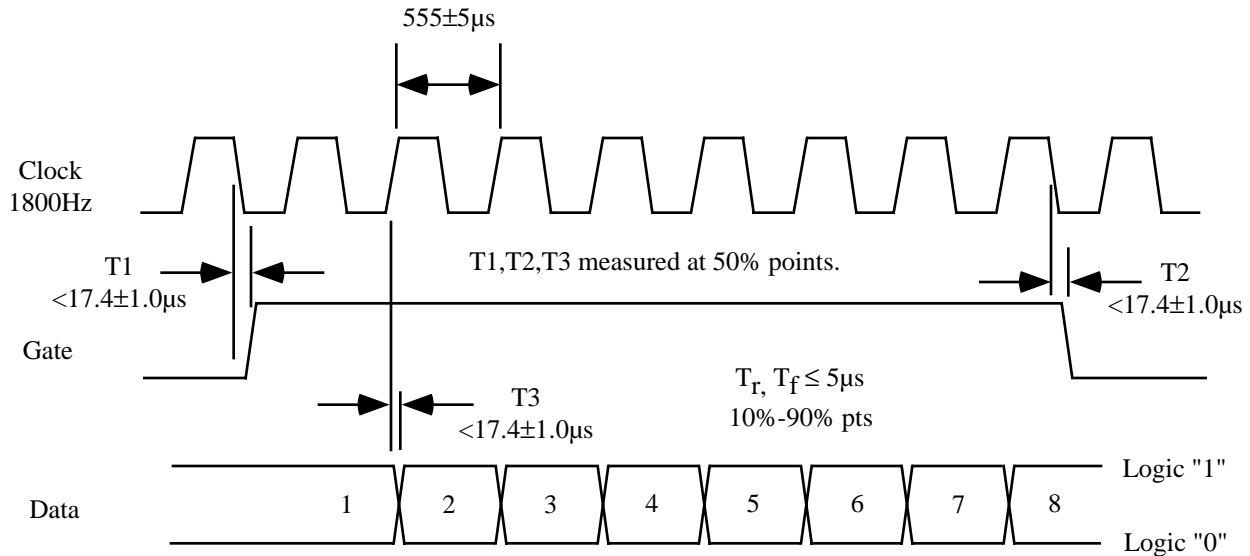 555±5μs
Clock
1800Hz
T1
<17.4±1.0μs
T1,T2,T3 measured at 50% points.
T2
<17.4±1.0μs
Gate
Tr, Tf ≤ 5μs
10%-90% pts
T3
<17.4±1.0μs
Logic "1"
Data
1 2 3 4 5 6 7 8
Logic "0"